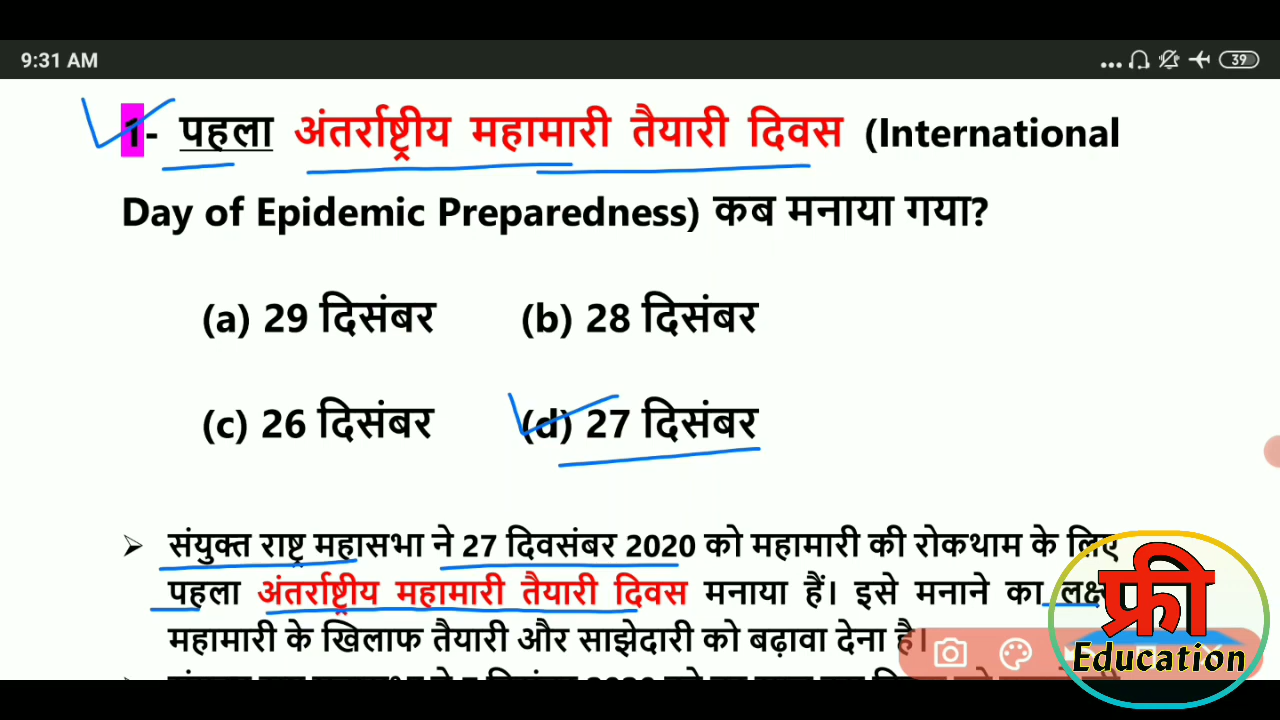 9:31 AM
39
1- पहला अंतर्राष्ट्रीय महामारी तैयारी दिवस (International
Day of Epidemic Preparedness) कब मनाया गया?
(a) 29 दिसंबर (b) 28 दिसंबर
(c) 26 दिसंबर (d) 27 दिसंबर
➢ संयुक्त राष्ट्र महासभा ने 27 दिवसंबर 2020 को महामारी की रोकथाम के लिए
पहला अंतर्राष्ट्रीय महामारी तैयारी दिवस मनाया हैं। इसे मनाने का
महामारी के खिलाफ तैयारी और साझेदारी को बढ़ावा देना है।
फ्री
Education